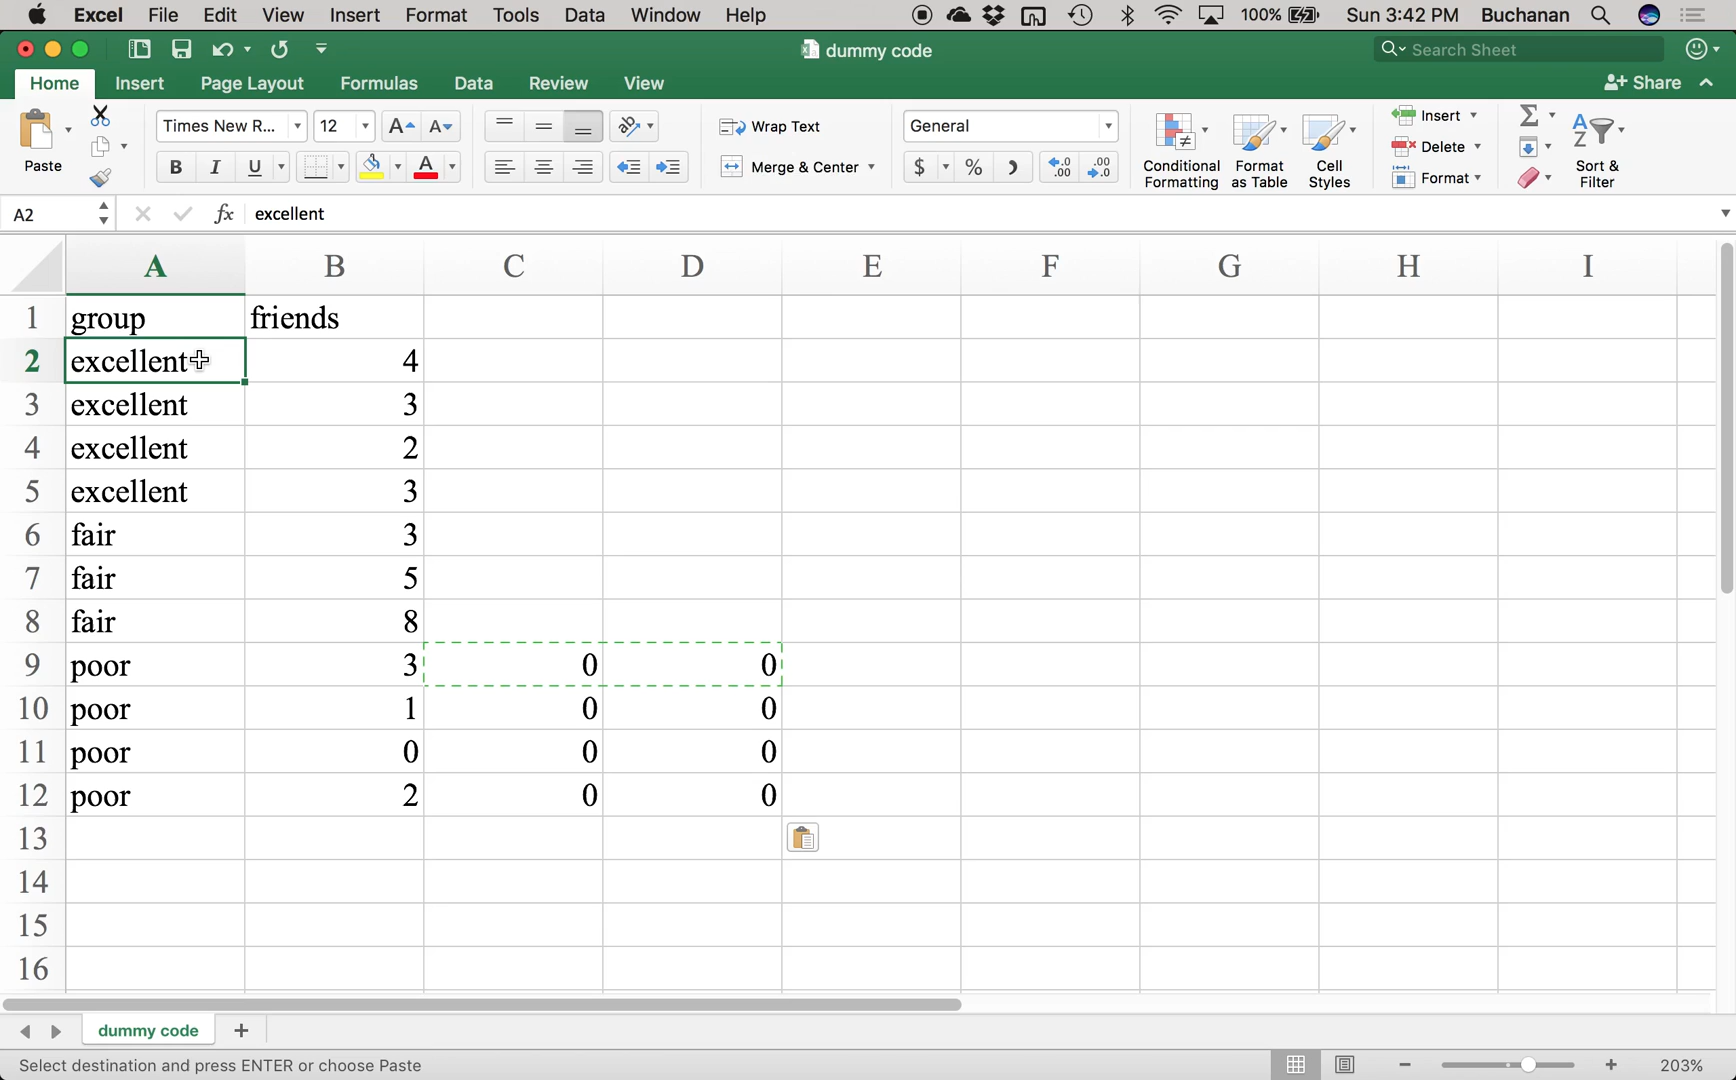 Excel File Edit View Insert Format Tools Data Window Help 100% Sun 3:42 PM Buchanan
dummy code Search Sheet
Home Insert Page Layout Formulas Data Review View Share
Paste Times New R... 12 A A Wrap Text General Insert
B I U A Merge & Center $ % .0 .00 .00 .0 Conditional Formatting Format as Table Cell Styles Delete Format Sort & Filter
A2 fx excellent
A B C D E F G H I
1 group friends
2 excellent 4
3 excellent 3
4 excellent 2
5 excellent 3
6 fair 3
7 fair 5
8 fair 8
9 poor 3 0 0
10 poor 1 0 0
11 poor 0 0 0
12 poor 2 0 0
13
14
15
16
dummy code +
Select destination and press ENTER or choose Paste 203%